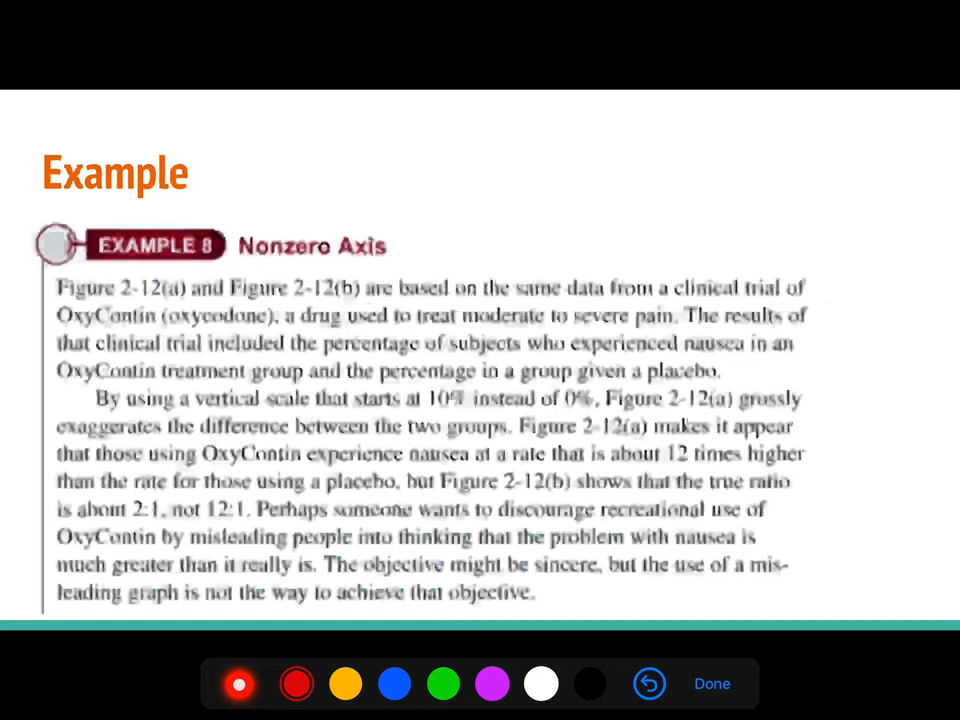 Example
EXAMPLE 8 Nonzero Axis
Figure 2-12(a) and Figure 2-12(b) are based on the same data from a clinical trial of
OxyContin (oxycodone), a drug used to treat moderate to severe pain. The results of
that clinical trial included the percentage of subjects who experienced nausea in an
OxyContin treatment group and the percentage in a group given a placebo.
By using a vertical scale that starts at 10% instead of 0%, Figure 2-12(a) grossly
exaggerates the difference between the two groups. Figure 2-12(a) makes it appear
that those using OxyContin experience nausea at a rate that is about 12 times higher
than the rate for those using a placebo, but Figure 2-12(b) shows that the true ratio
is about 2:1, not 12:1. Perhaps someone wants to discourage recreational use of
OxyContin by misleading people into thinking that the problem with nausea is
much greater than it really is. The objective might be sincere, but the use of a mis-
leading graph is not the way to achieve that objective.
Done